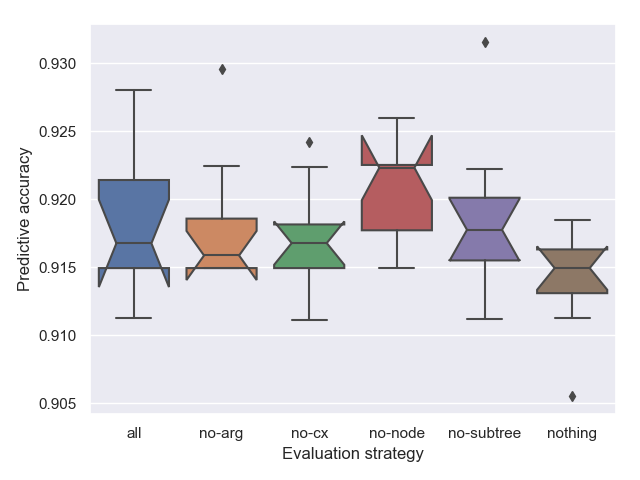 Predictive accuracy
0.930
0.925
0.920
0.915
0.910
0.905
all no-arg no-cx no-node no-subtree nothing
Evaluation strategy